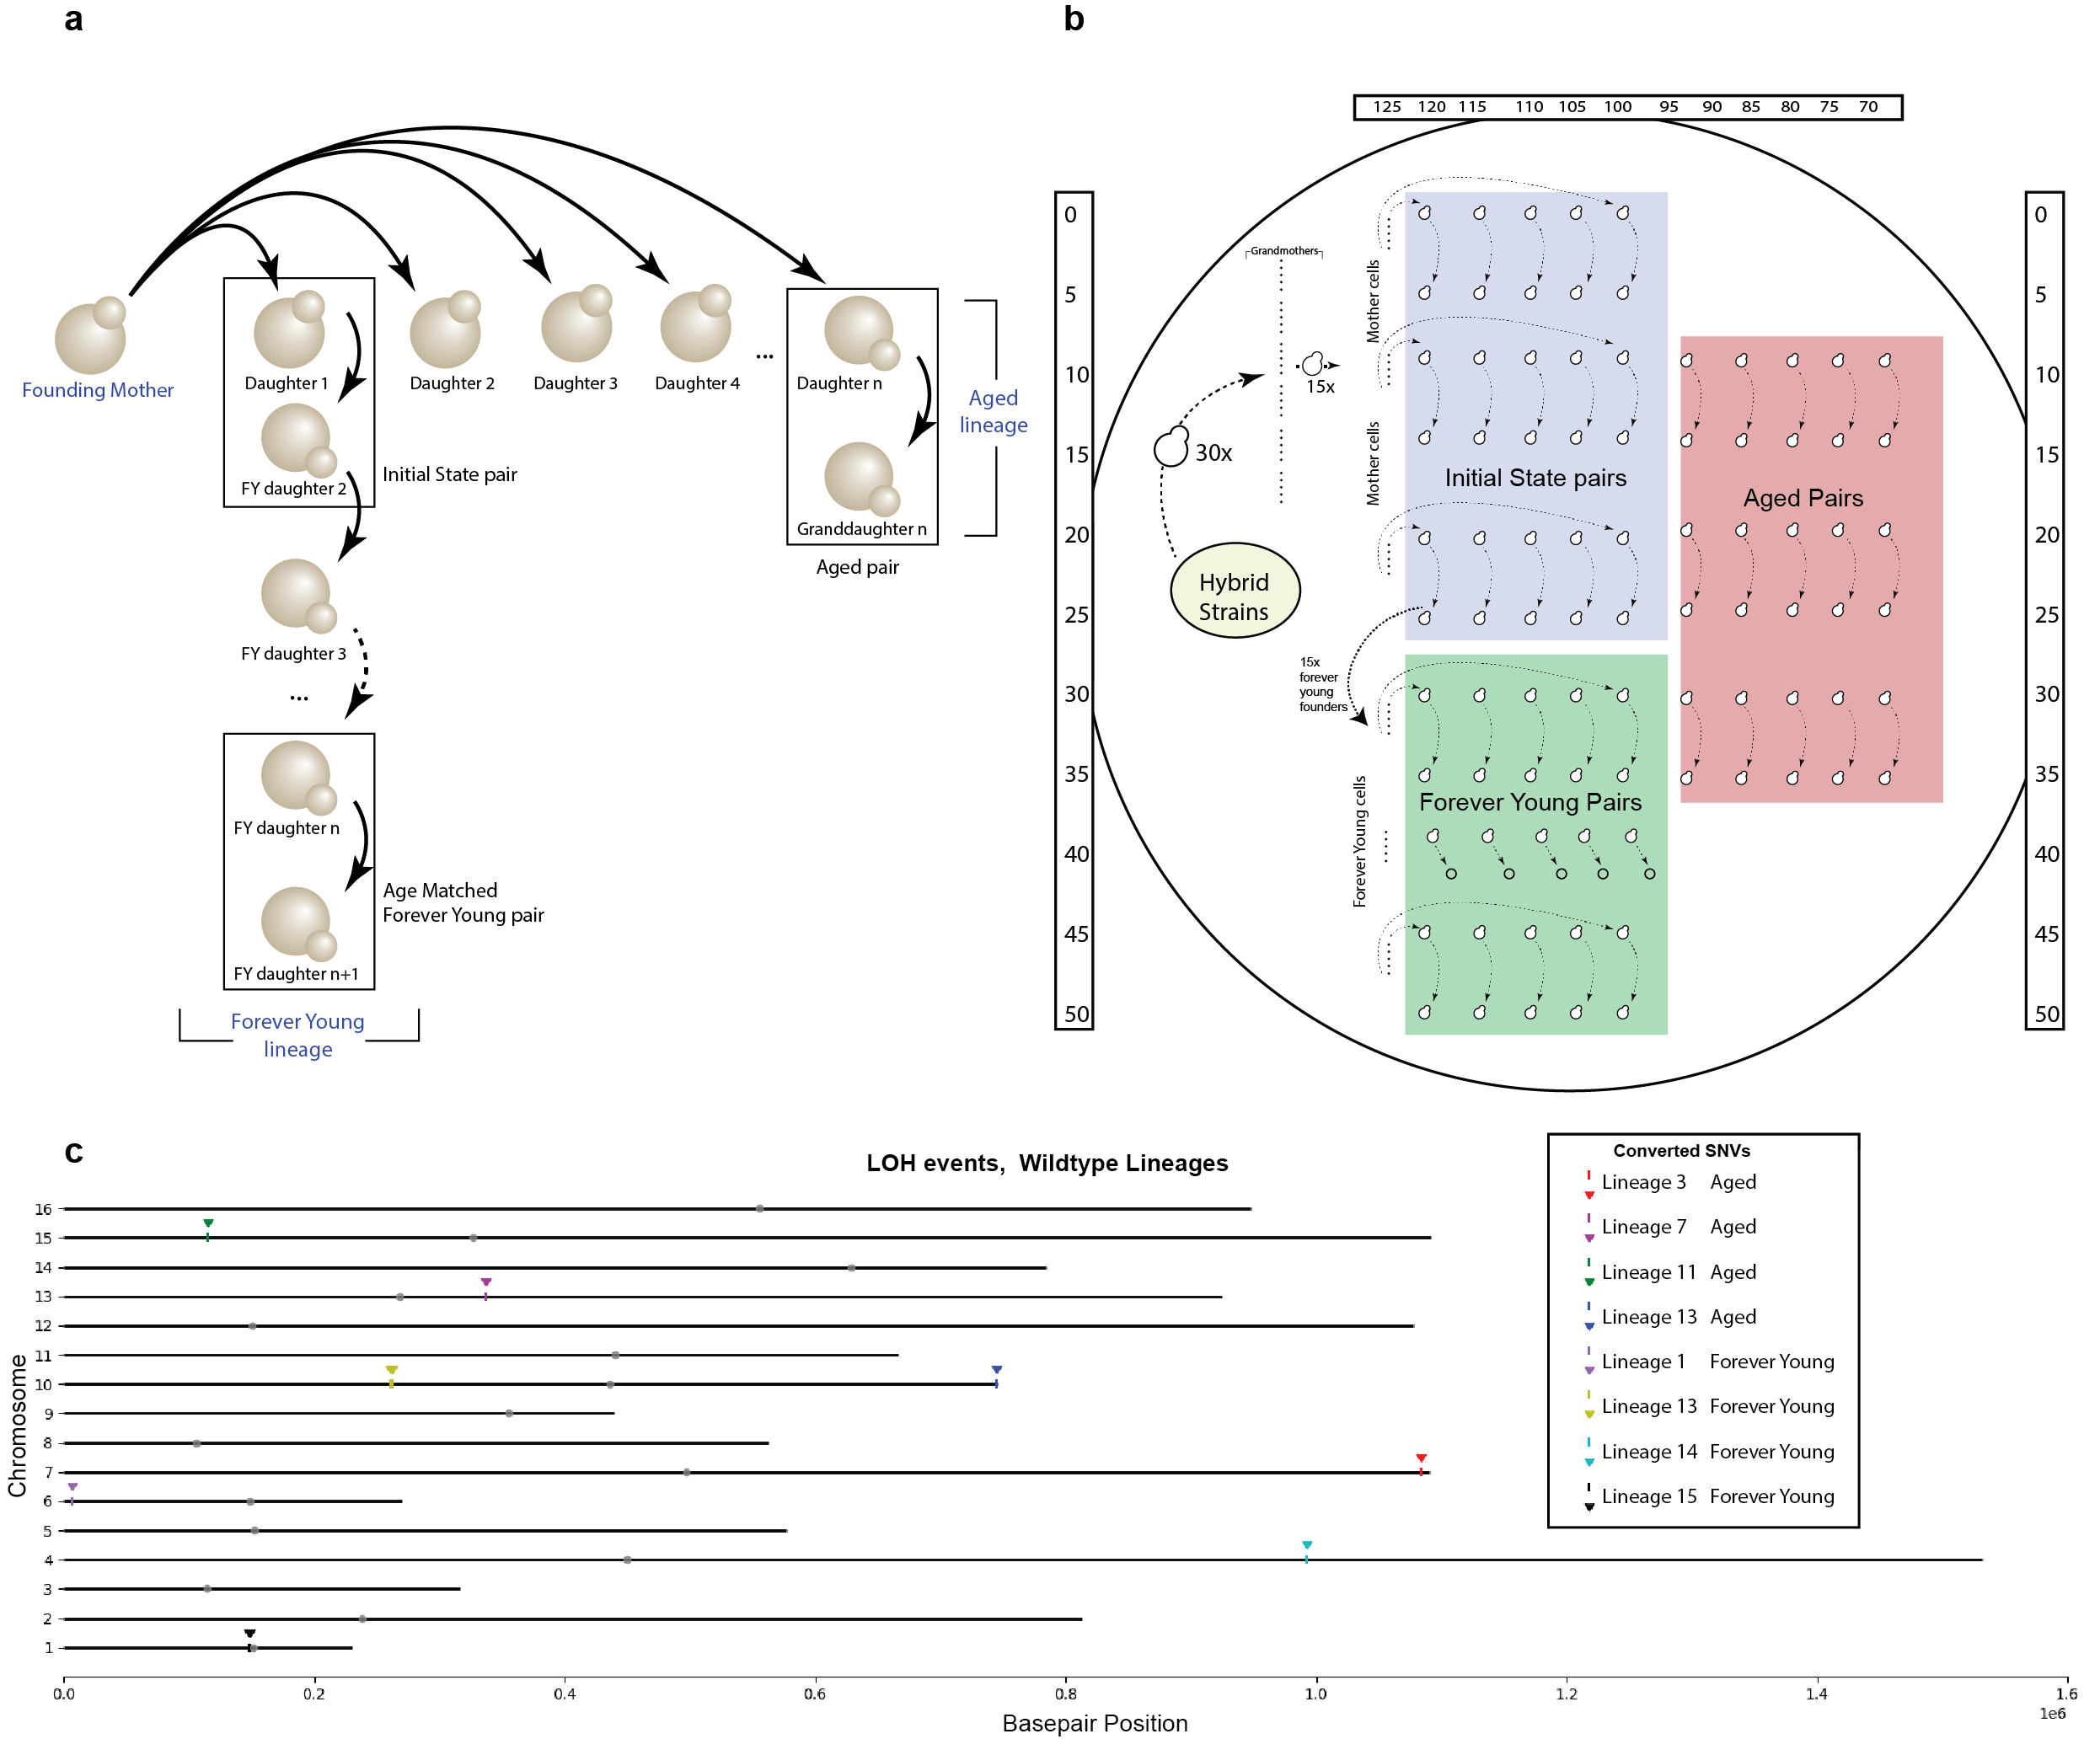 a
Founding Mother
Daughter 1
Daughter 2
Daughter 3
Daughter 4
...
Daughter n
FY daughter 2
Initial State pair
Granddaughter n
Aged pair
Aged
lineage
FY daughter 3
...
FY daughter n
Age Matched
Forever Young pair
FY daughter n+1
Forever Young
lineage
b
125 120 115 110 105 100 95 90 85 80 75 70
0
5
10
15
20
25
30
35
40
45
50
Grandmothers
15x
30x
Hybrid
Strains
Mother cells
Mother cells
Initial State pairs
Aged Pairs
15x
forever
young
founders
Forever Young cells
Forever Young Pairs
0
5
10
15
20
25
30
35
40
45
50
c
LOH events, Wildtype Lineages
Converted SNVs
Lineage 3 Aged
Lineage 7 Aged
Lineage 11 Aged
Lineage 13 Aged
Lineage 1 Forever Young
Lineage 13 Forever Young
Lineage 14 Forever Young
Lineage 15 Forever Young
Chromosome
16
15
14
13
12
11
10
9
8
7
6
5
4
3
2
1
0.0 0.2 0.4 0.6 0.8 1.0 1.2 1.4 1.6
1e6
Basepair Position